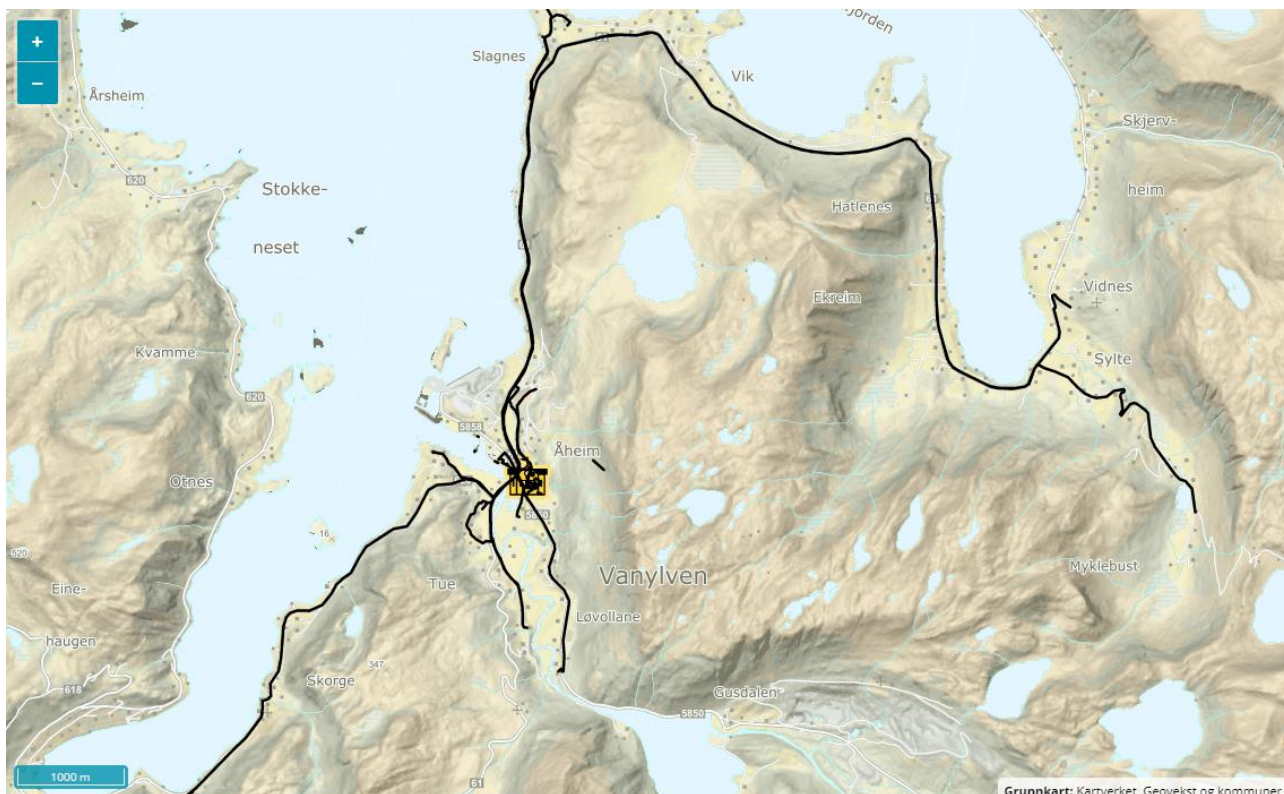 +
jorden
Slagnes
Vik
−
Årsheim
Skjerv-
620
Stokke-
heim
Hatlenes
neset
Vidnes
Ekreim
Kvamme
Sylte
620
5858
Åheim
Otnes
16
Vanylven
Myklebust
Tue
Eine-
Løvollane
haugen
347
Skorge
618
Gusdalen
5850
1000 m
61
Grunnkart: Kartverket, Geovekst og kommuner